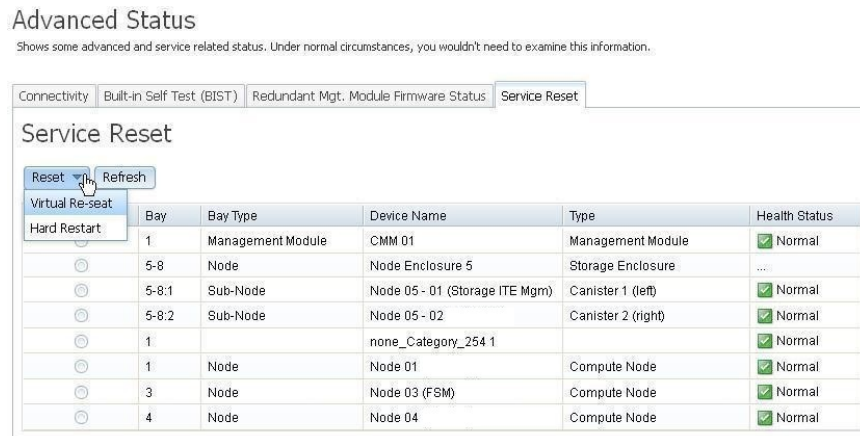 Advanced Status
Shows some advanced and service related status. Under normal circumstances, you wouldn't need to examine this information.
Connectivity Built-in Self Test (BIST) Redundant Mgt. Module Firmware Status Service Reset
Service Reset
Reset Refresh
Virtual Re-seat
Hard Restart
Bay Bay Type Device Name Type Health Status
1 Management Module CMM 01 Management Module Normal
5-8 Node Node Enclosure 5 Storage Enclosure ...
5-8:1 Sub-Node Node 05 - 01 (Storage ITE Mgm) Canister 1 (left) Normal
5-8:2 Sub-Node Node 05 - 02 Canister 2 (right) Normal
1 none_Category_254 1 Normal
1 Node Node 01 Compute Node Normal
3 Node Node 03 (FSM) Compute Node Normal
4 Node Node 04 Compute Node Normal